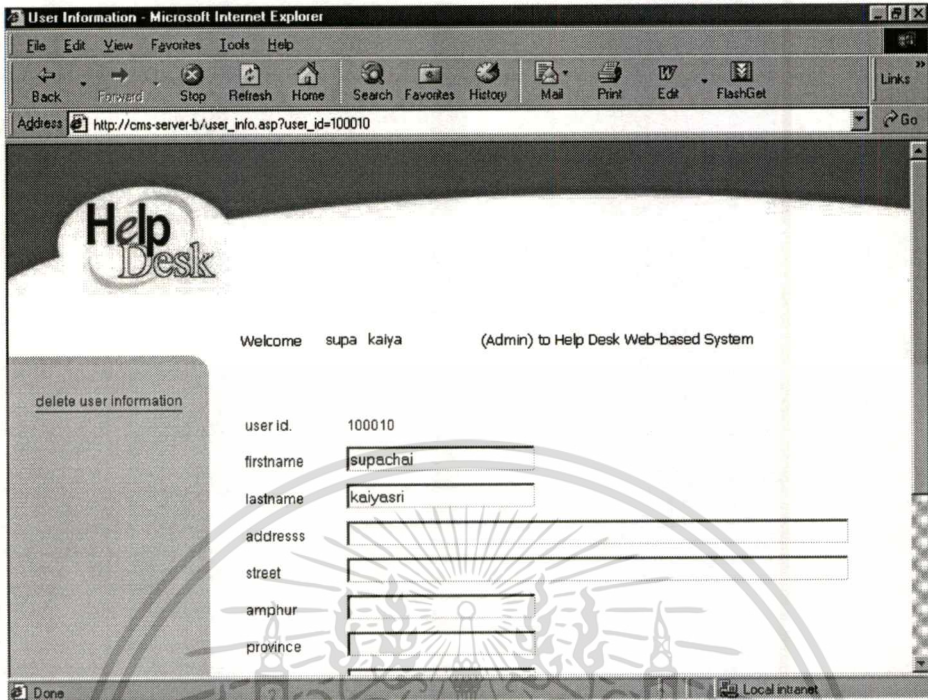 User Information - Microsoft Internet Explorer
File Edit View Favorites Tools Help
Back Forward Stop Refresh Home Search Favorites History Mail Print Edit FlashGet Links »
Address http://cms-server-b/user_info.asp?user_id=100010 Go
Help
Desk
Welcome supa kaiya (Admin) to Help Desk Web-based System
delete user information
user id. 100010
firstname supachai
lastname kaiyasri
addresss
street
amphur
province
Done Local intranet